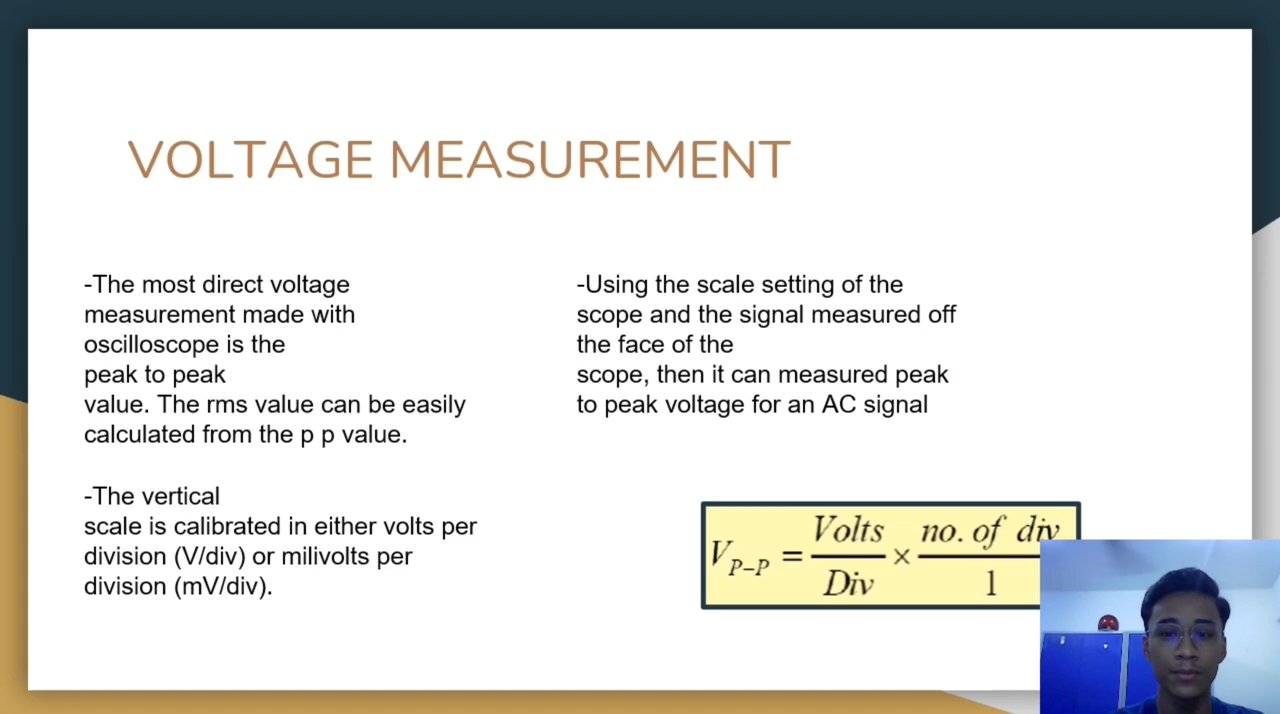 VOLTAGE MEASUREMENT
-The most direct voltage
measurement made with
oscilloscope is the
peak to peak
value. The rms value can be easily
calculated from the p p value.
-The vertical
scale is calibrated in either volts per
division (V/div) or milivolts per
division (mV/div).
-Using the scale setting of the
scope and the signal measured off
the face of the
scope, then it can measured peak
to peak voltage for an AC signal
V_{P-P} = \frac{Volts}{Div} × \frac{no. of div}{1}